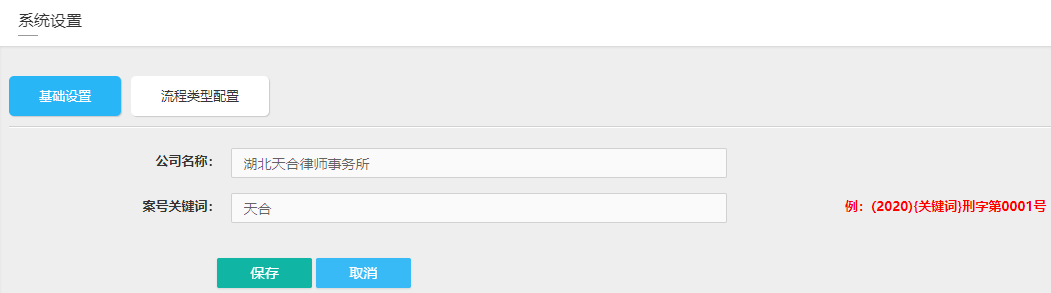 系统设置
基础设置 流程类型配置
公司名称： 湖北天合律师事务所
案号关键词： 天合 例：(2020){关键词}刑字第0001号
保存 取消